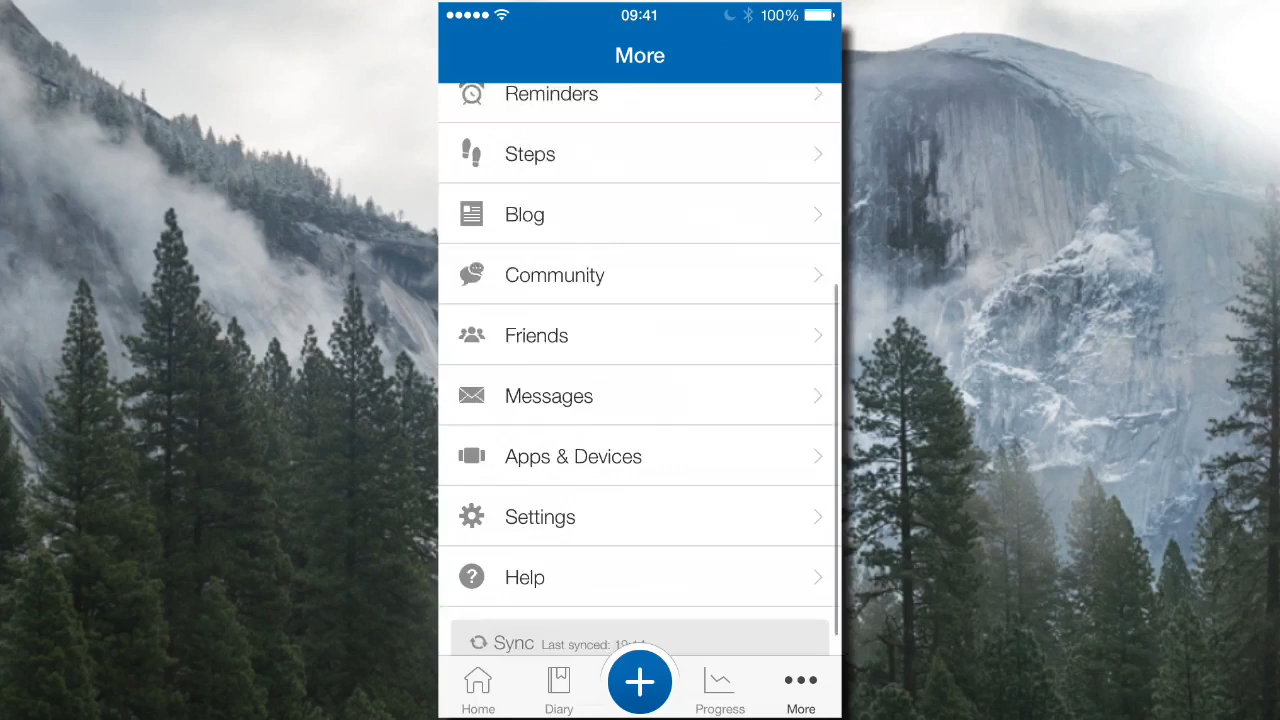 09:41 100%
More
Reminders
Steps
Blog
Community
Friends
Messages
Apps & Devices
Settings
? Help
Sync Last synced:
Home Diary Progress More